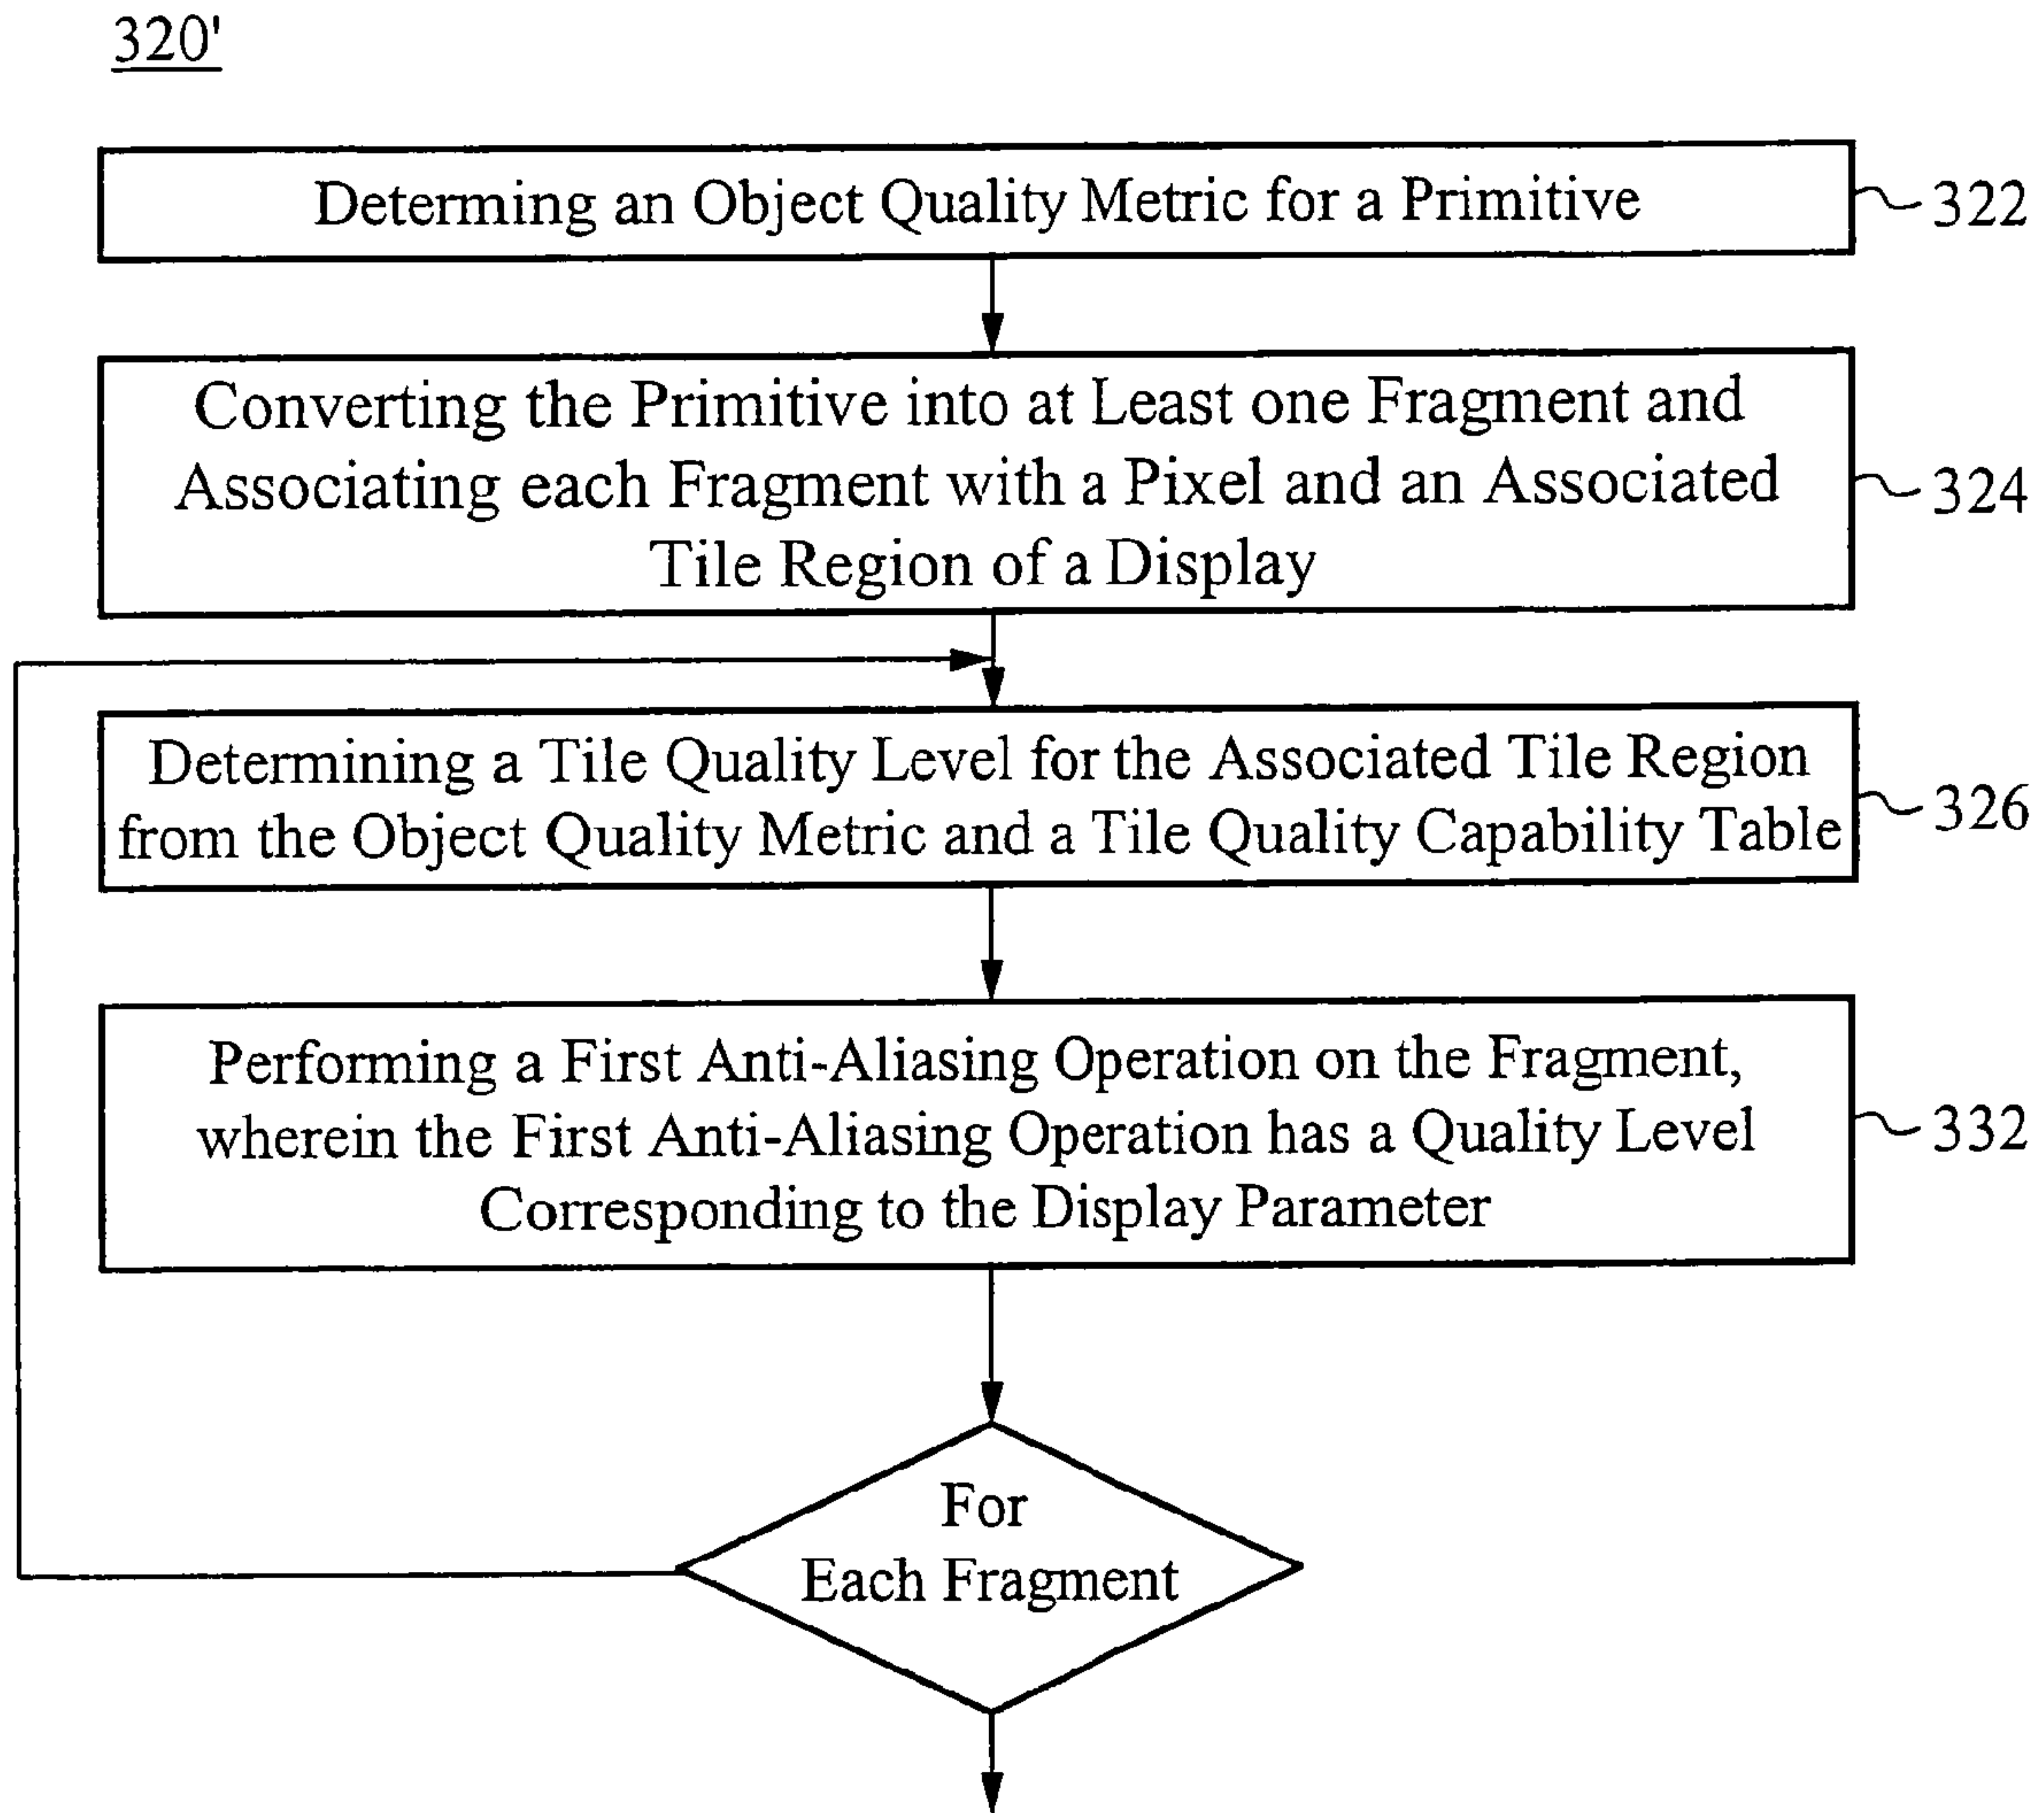 320'
Determing an Object Quality Metric for a Primitive
322
Converting the Primitive into at Least one Fragment and
Associating each Fragment with a Pixel and an Associated
Tile Region of a Display
324
Determining a Tile Quality Level for the Associated Tile Region
from the Object Quality Metric and a Tile Quality Capability Table
326
Performing a First Anti-Aliasing Operation on the Fragment,
wherein the First Anti-Aliasing Operation has a Quality Level
Corresponding to the Display Parameter
332
For
Each Fragment